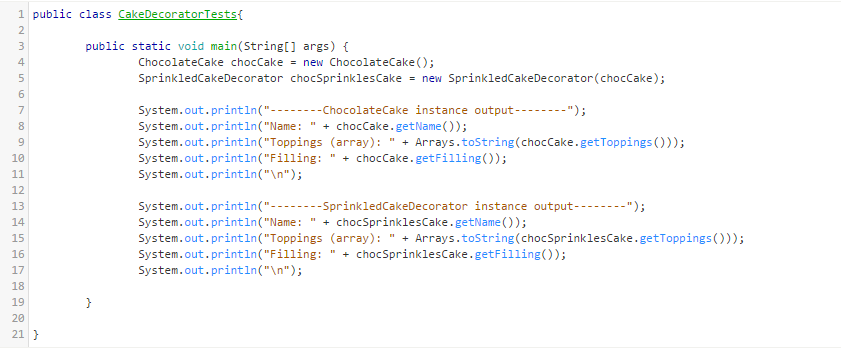 1 public class CakeDecoratorTests{
2
3 public static void main(String[] args) {
4 ChocolateCake chocCake = new ChocolateCake();
5 SprinkledCakeDecorator chocSprinklesCake = new SprinkledCakeDecorator(chocCake);
6
7 System.out.println("--------ChocolateCake instance output--------");
8 System.out.println("Name: " + chocCake.getName());
9 System.out.println("Toppings (array): " + Arrays.toString(chocCake.getToppings()));
10 System.out.println("Filling: " + chocCake.getFilling());
11 System.out.println("\n");
12
13 System.out.println("--------SprinkledCakeDecorator instance output--------");
14 System.out.println("Name: " + chocSprinklesCake.getName());
15 System.out.println("Toppings (array): " + Arrays.toString(chocSprinklesCake.getToppings()));
16 System.out.println("Filling: " + chocSprinklesCake.getFilling());
17 System.out.println("\n");
18
19 }
20
21 }